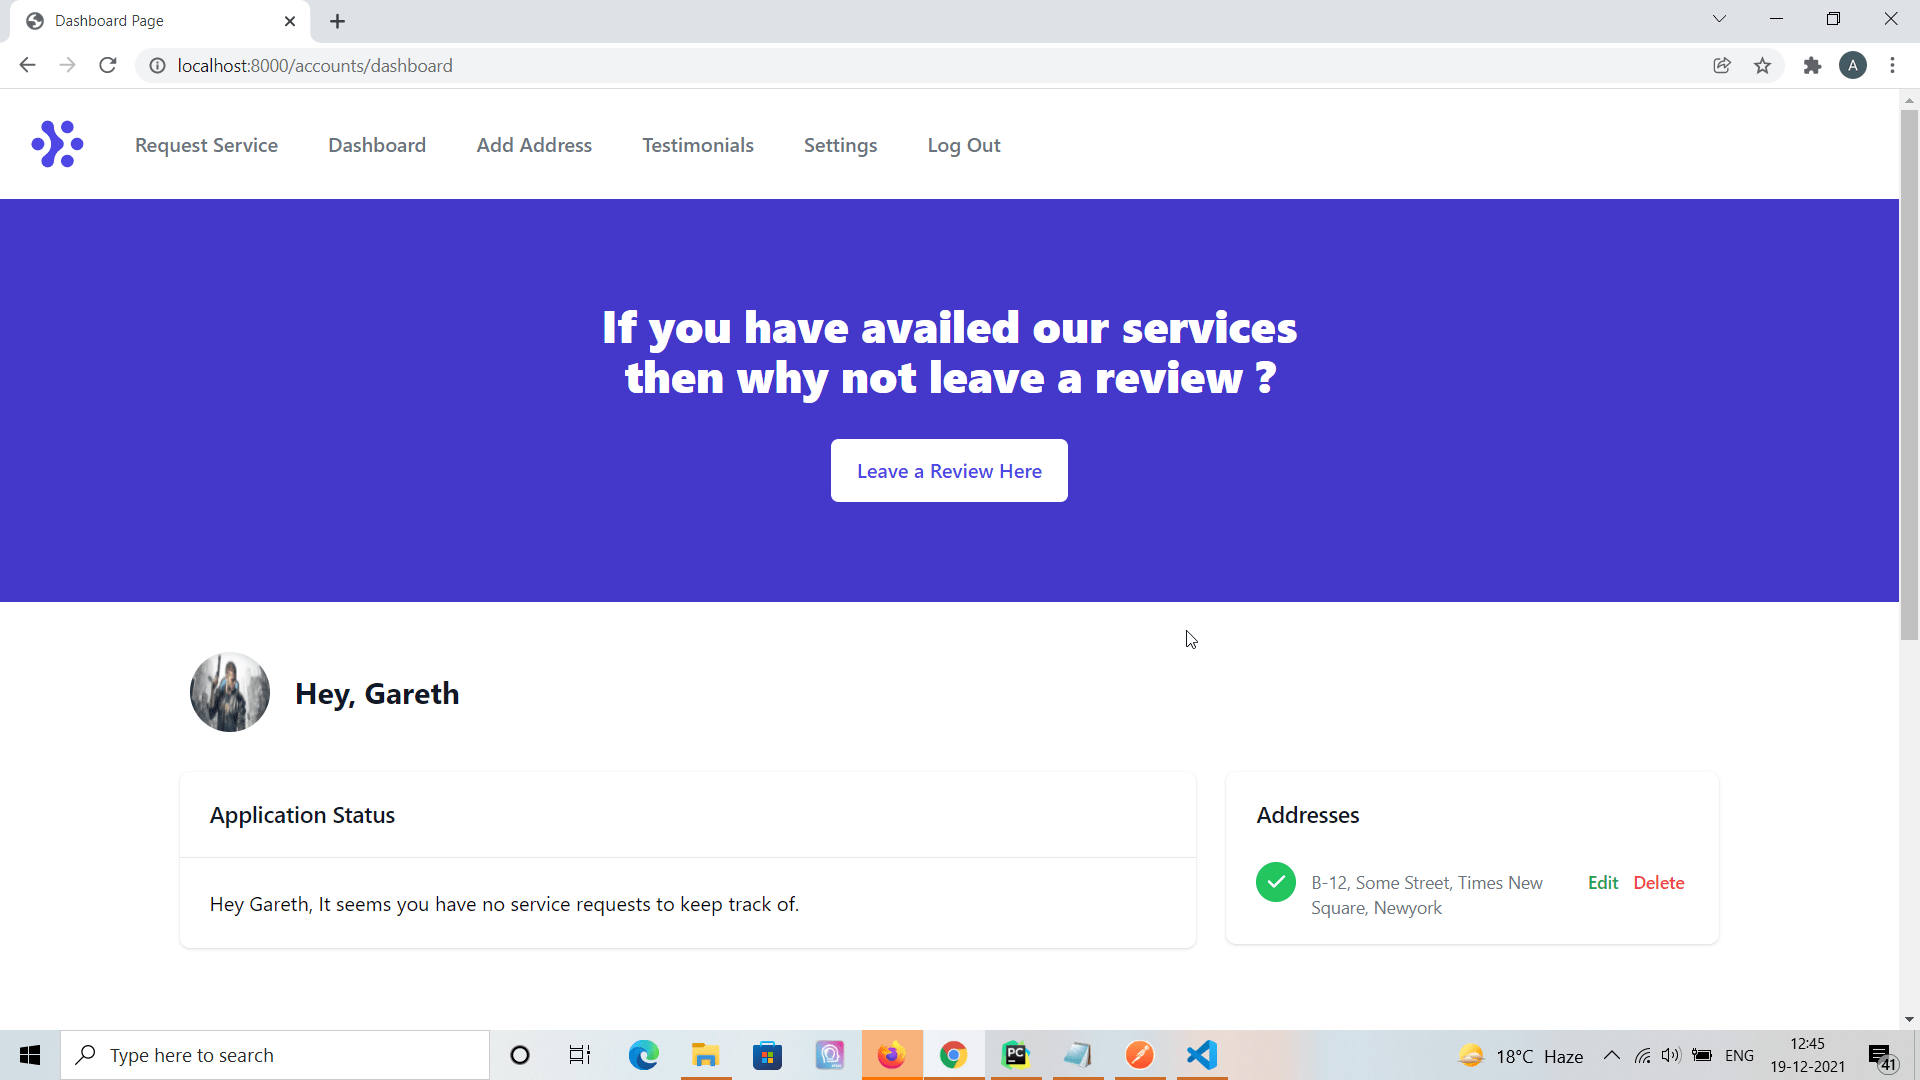 Dashboard Page
localhost:8000/accounts/dashboard
A
Request Service Dashboard Add Address Testimonials Settings Log Out
If you have availed our services
then why not leave a review ?
Leave a Review Here
Hey, Gareth
Application Status
Hey Gareth, It seems you have no service requests to keep track of.
Addresses
B-12, Some Street, Times New
Square, Newyork
Edit Delete
Type here to search
PC
18°C Haze
ENG
12:45
19-12-2021
41